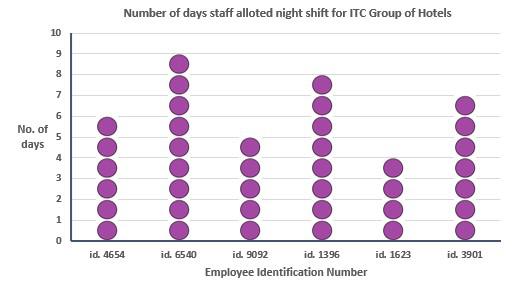 Number of days staff alloted night shift for ITC Group of Hotels
10
9
8
7
6
5
4
3
2
1
0
No. of
days
id. 4654 id. 6540 id. 9092 id. 1396 id. 1623 id. 3901
Employee Identification Number